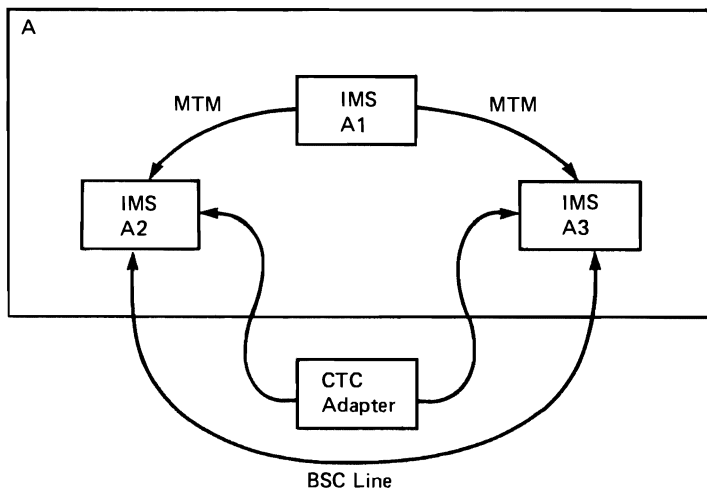 A
MTM
IMS
A1
MTM
IMS
A2
IMS
A3
CTC
Adapter
BSC Line